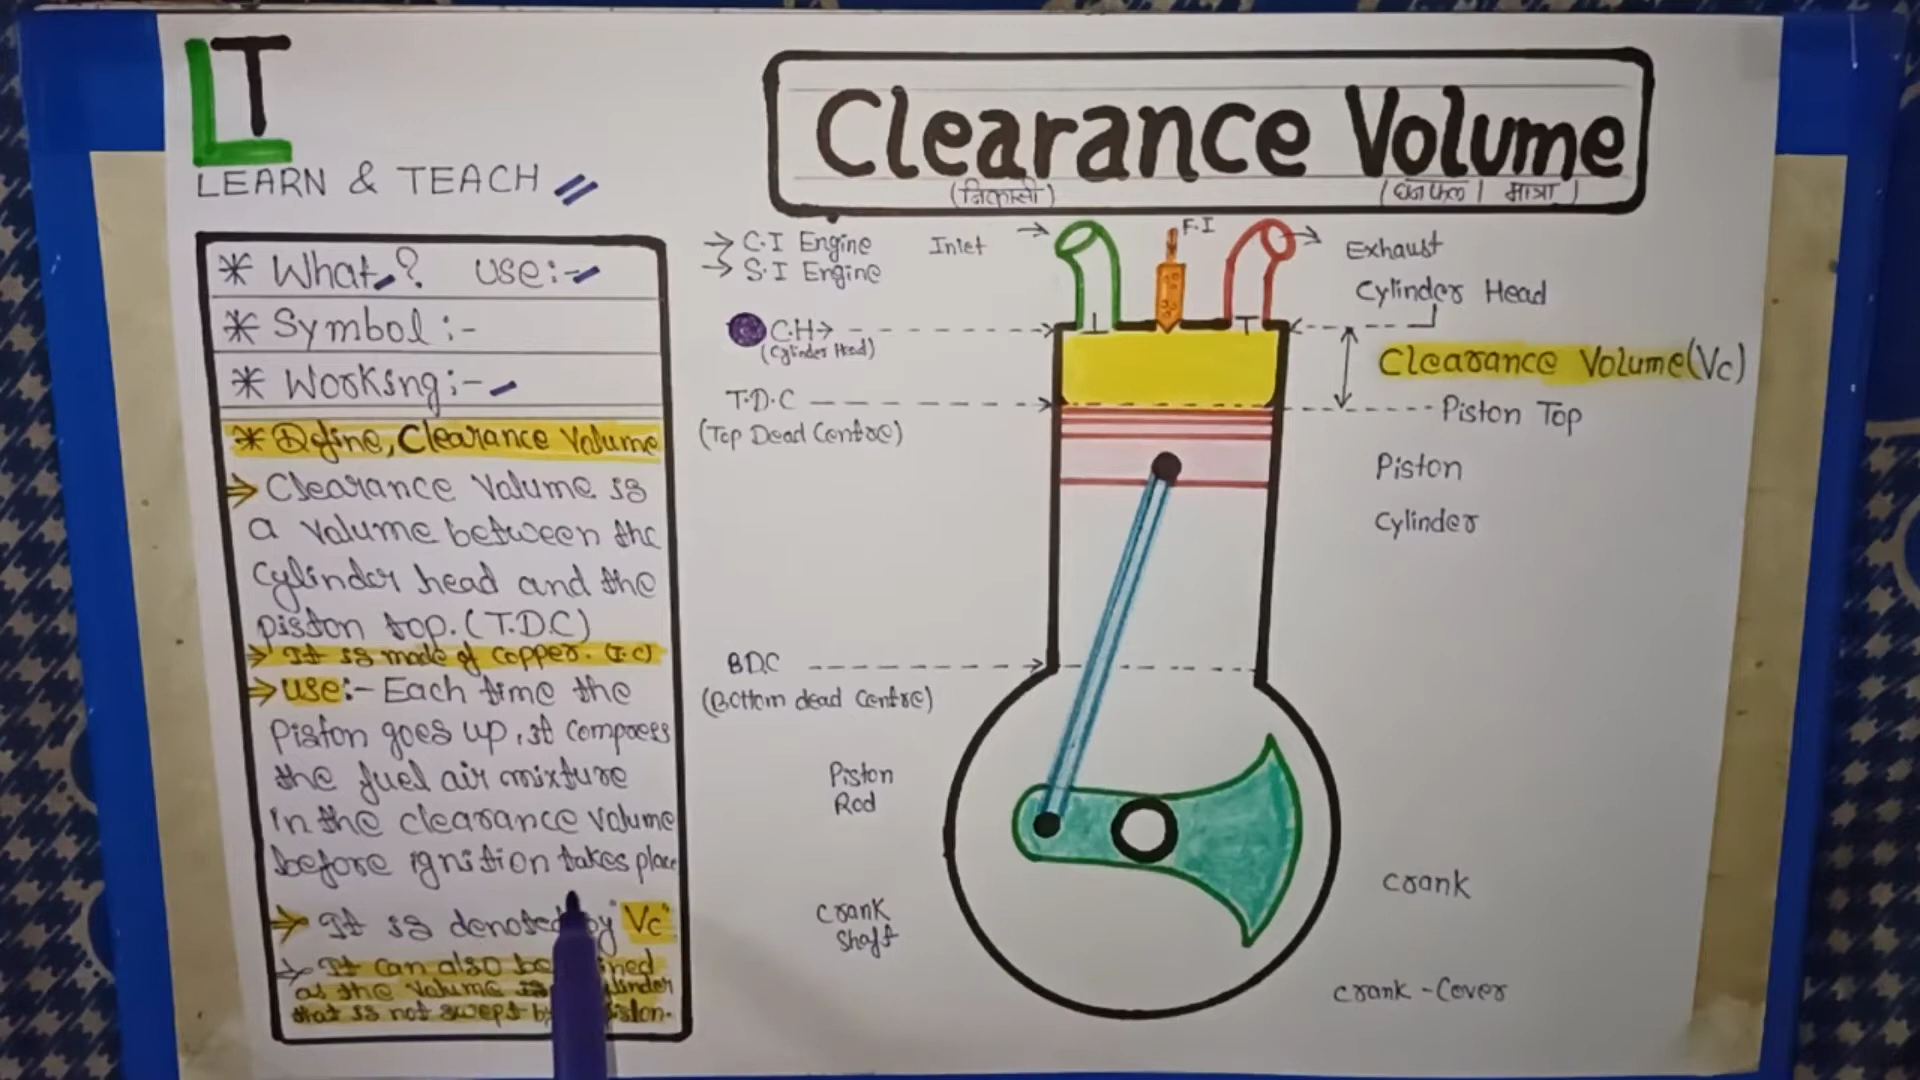 LT
LEARN & TEACH
Clearance Volume
(निकासी) (घनफल / मात्रा)
* What? use:-
* Symbol :-
* Working:-
* Define, Clearance Volume
→ Clearance Volume is
a volume between the
Cylinder head and the
piston top. (T.D.C)
→ It is made of copper. (I.C)
→ USE:- Each time the
Piston goes up, it compress
the fuel air mixture
in the clearance volume
before ignition takes place
→ It is denoted by "Vc"
→ It can also be
as the volume
that is not swept
→ C.I Engine
→ S.I Engine
Inlet
F.I
Exhaust
Cylinder Head
C.H→
(Cylinder Head)
Clearance Volume(Vc)
T.D.C
(Top Dead Centre)
Piston Top
Piston
Cylinder
B.D.C
(Bottom dead Centre)
Piston
Rod
Crank
Shaft
Crank
Crank-Cover